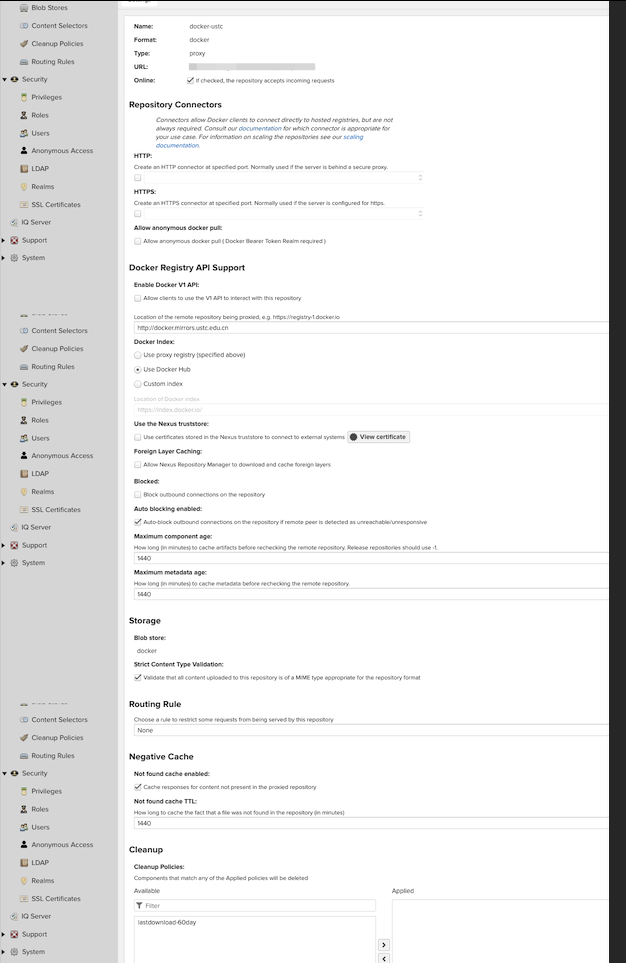 Blob Stores
Content Selectors
Cleanup Policies
Routing Rules
Security
Privileges
Roles
Users
Anonymous Access
LDAP
Realms
SSL Certificates
IQ Server
Support
System
Content Selectors
Cleanup Policies
Routing Rules
Security
Privileges
Roles
Users
Anonymous Access
LDAP
Realms
SSL Certificates
IQ Server
Support
System
Content Selectors
Cleanup Policies
Routing Rules
Security
Privileges
Roles
Users
Anonymous Access
LDAP
Realms
SSL Certificates
IQ Server
Support
System
Name: docker-ustc
Format: docker
Type: proxy
URL:
Online: If checked, the repository accepts incoming requests
Repository Connectors
Connectors allow Docker clients to connect directly to hosted registries, but are not
always required. Consult our documentation for which connector is appropriate for
your use case. For information on scaling the repositories see our scaling
documentation.
HTTP:
Create an HTTP connector at specified port. Normally used if the server is behind a secure proxy.
HTTPS:
Create an HTTPS connector at specified port. Normally used if the server is configured for https.
Allow anonymous docker pull:
Allow anonymous docker pull ( Docker Bearer Token Realm required )
Docker Registry API Support
Enable Docker V1 API:
Allow clients to use the V1 API to interact with this repository
Location of the remote repository being proxied, e.g. https://registry-1.docker.io
http://docker.mirrors.ustc.edu.cn
Docker Index:
Use proxy registry (specified above)
Use Docker Hub
Custom index
Location of Docker index
https://index.docker.io/
Use the Nexus truststore:
Use certificates stored in the Nexus truststore to connect to external systems View certificate
Foreign Layer Caching:
Allow Nexus Repository Manager to download and cache foreign layers
Blocked:
Block outbound connections on the repository
Auto blocking enabled:
Auto-block outbound connections on the repository if remote peer is detected as unreachable/unresponsive
Maximum component age:
How long (in minutes) to cache artifacts before rechecking the remote repository. Release repositories should use -1.
1440
Maximum metadata age:
How long (in minutes) to cache metadata before rechecking the remote repository.
1440
Storage
Blob store:
docker
Strict Content Type Validation:
Validate that all content uploaded to this repository is of a MIME type appropriate for the repository format
Routing Rule
Choose a rule to restrict some requests from being served by this repository
None
Negative Cache
Not found cache enabled:
Cache responses for content not present in the proxied repository
Not found cache TTL:
How long to cache the fact that a file was not found in the repository (in minutes)
1440
Cleanup
Cleanup Policies:
Components that match any of the Applied policies will be deleted
Available Applied
Filter
lastdownload-60day